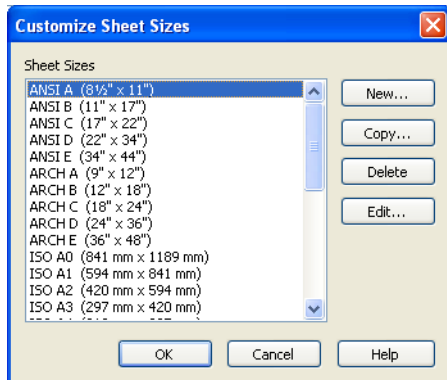 Customize Sheet Sizes
Sheet Sizes
ANSI A (8½" x 11")
ANSI B (11" x 17")
ANSI C (17" x 22")
ANSI D (22" x 34")
ANSI E (34" x 44")
ARCH A (9" x 12")
ARCH B (12" x 18")
ARCH C (18" x 24")
ARCH D (24" x 36")
ARCH E (36" x 48")
ISO A0 (841 mm x 1189 mm)
ISO A1 (594 mm x 841 mm)
ISO A2 (420 mm x 594 mm)
ISO A3 (297 mm x 420 mm)
New...
Copy...
Delete
Edit...
OK
Cancel
Help